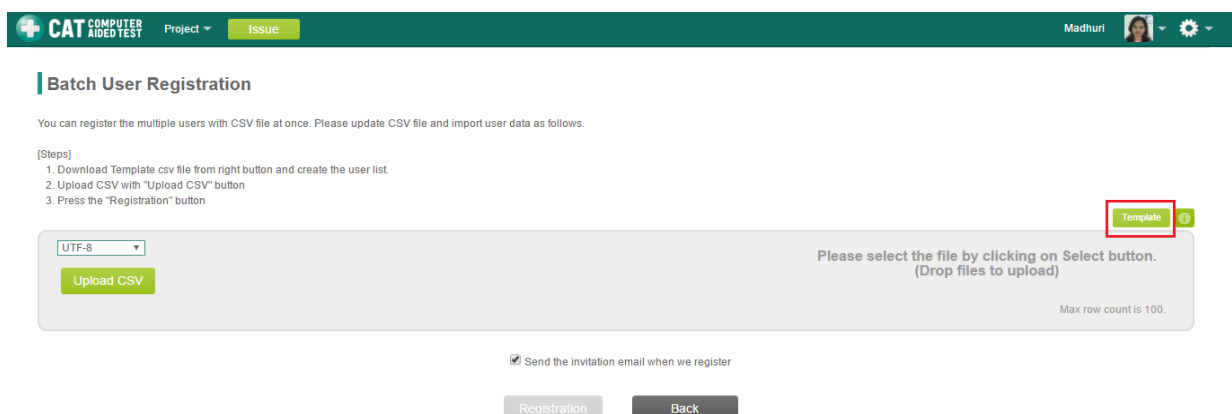 CAT COMPUTER AIDED TEST Project Issue Madhuri
Batch User Registration
You can register the multiple users with CSV file at once. Please update CSV file and import user data as follows.
[Steps]
1. Download Template csv file from right button and create the user list.
2. Upload CSV with "Upload CSV" button
3. Press the "Registration" button
Template
UTF-8
Upload CSV
Please select the file by clicking on Select button.
(Drop files to upload)
Max row count is 100.
Send the invitation email when we register
Registration Back